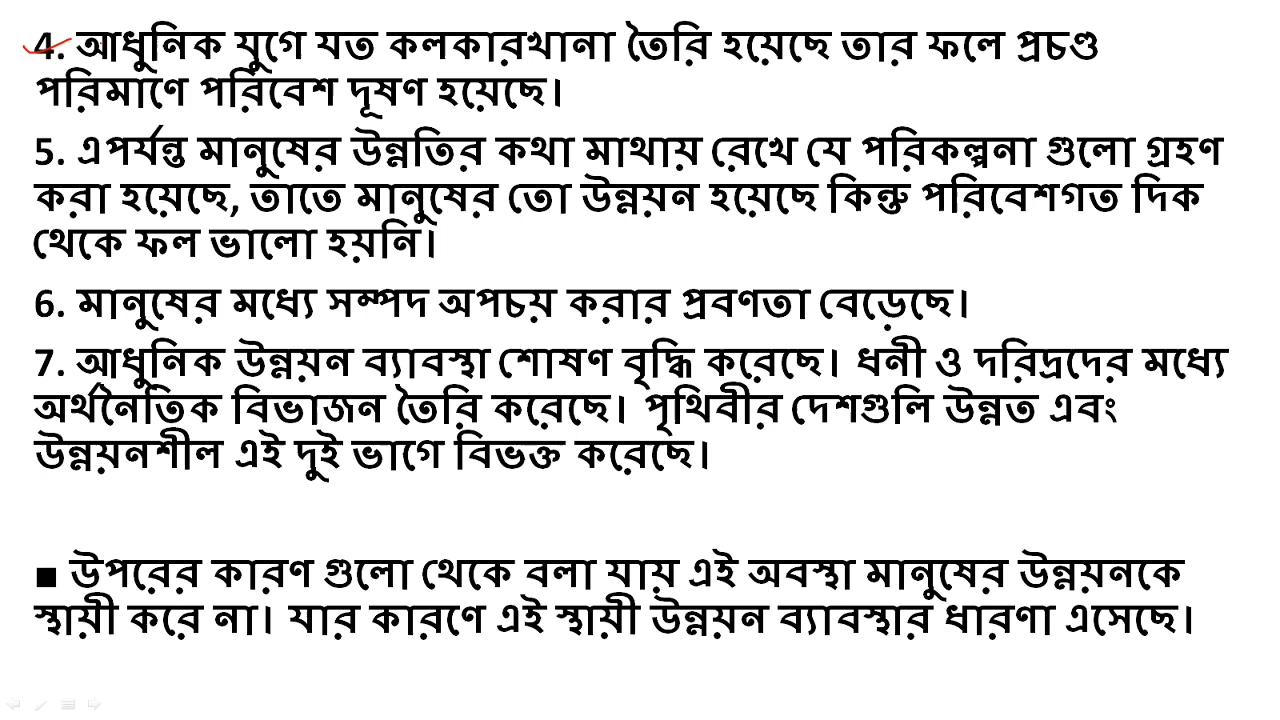 4. আধুনিক যুগে যত কলকারখানা তৈরি হয়েছে তার ফলে প্রচণ্ড
পরিমাণে পরিবেশ দূষণ হয়েছে।
5. এপর্যন্ত মানুষের উন্নতির কথা মাথায় রেখে যে পরিকল্পনা গুলো গ্রহণ
করা হয়েছে, তাতে মানুষের তো উন্নয়ন হয়েছে কিন্তু পরিবেশগত দিক
থেকে ফল ভালো হয়নি।
6. মানুষের মধ্যে সম্পদ অপচয় করার প্রবণতা বেড়েছে।
7. আধুনিক উন্নয়ন ব্যাবস্থা শোষণ বৃদ্ধি করেছে। ধনী ও দরিদ্রদের মধ্যে
অর্থনৈতিক বিভাজন তৈরি করেছে। পৃথিবীর দেশগুলি উন্নত এবং
উন্নয়নশীল এই দুই ভাগে বিভক্ত করেছে।
▪ উপরের কারণ গুলো থেকে বলা যায় এই অবস্থা মানুষের উন্নয়নকে
স্থায়ী করে না। যার কারণে এই স্থায়ী উন্নয়ন ব্যাবস্থার ধারণা এসেছে।